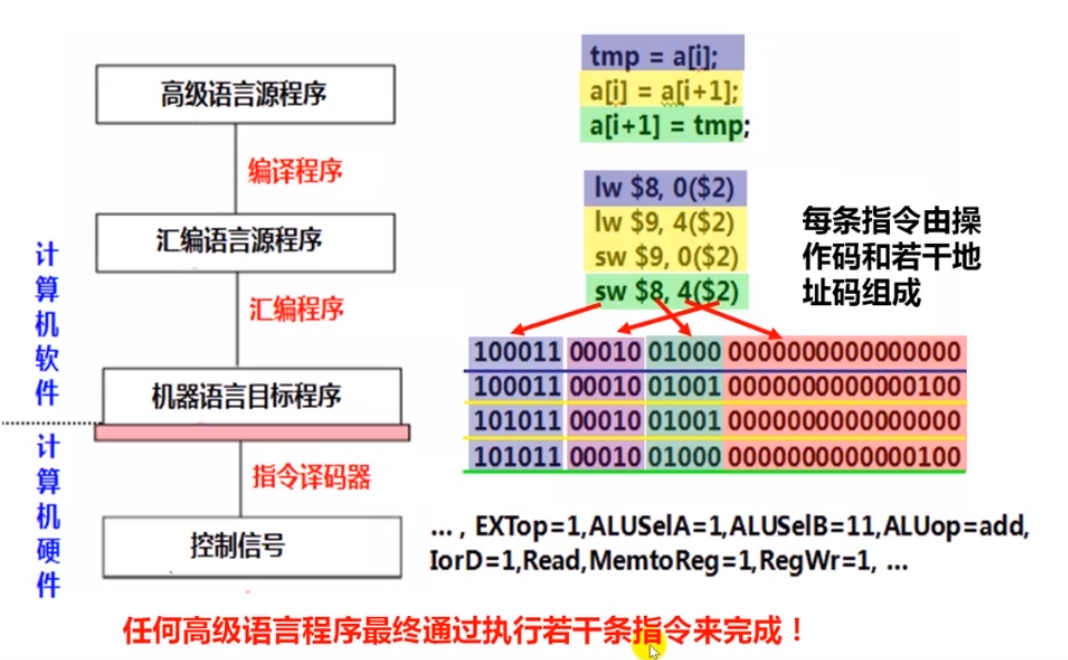 高级语言源程序
编译程序
汇编语言源程序
汇编程序
机器语言目标程序
指令译码器
控制信号
计算机软件
计算机硬件
tmp = a[i];
a[i] = a[i+1];
a[i+1] = tmp;
lw $8, 0($2)
lw $9, 4($2)
sw $9, 0($2)
sw $8, 4($2)
每条指令由操
作码和若干地
址码组成
100011 00010 01000 0000000000000000
100011 00010 01001 0000000000000100
101011 00010 01001 0000000000000000
101011 00010 01000 0000000000000100
... , EXTop=1,ALUSelA=1,ALUSelB=11,ALUop=add,
IorD=1,Read,MemtoReg=1,RegWr=1, ...
任何高级语言程序最终通过执行若干条指令来完成！